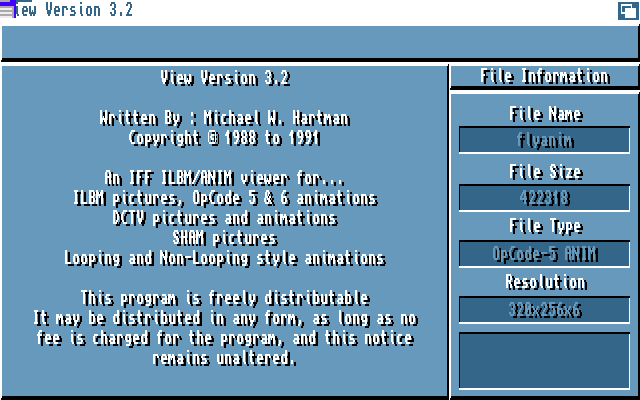 iew Version 3.2
View Version 3.2
Written By : Michael W. Hartman
Copyright © 1988 to 1991
An IFF ILBM/ANIM viewer for...
ILBM pictures, OpCode 5 & 6 animations
DCTV pictures and animations
SHAM pictures
Looping and Non-Looping style animations
This program is freely distributable
It may be distributed in any form, as long as no
fee is charged for the program, and this notice
remains unaltered.
File Information
File Name
flyanim
File Size
422318
File Type
OpCode-5 ANIM
Resolution
320x256x6